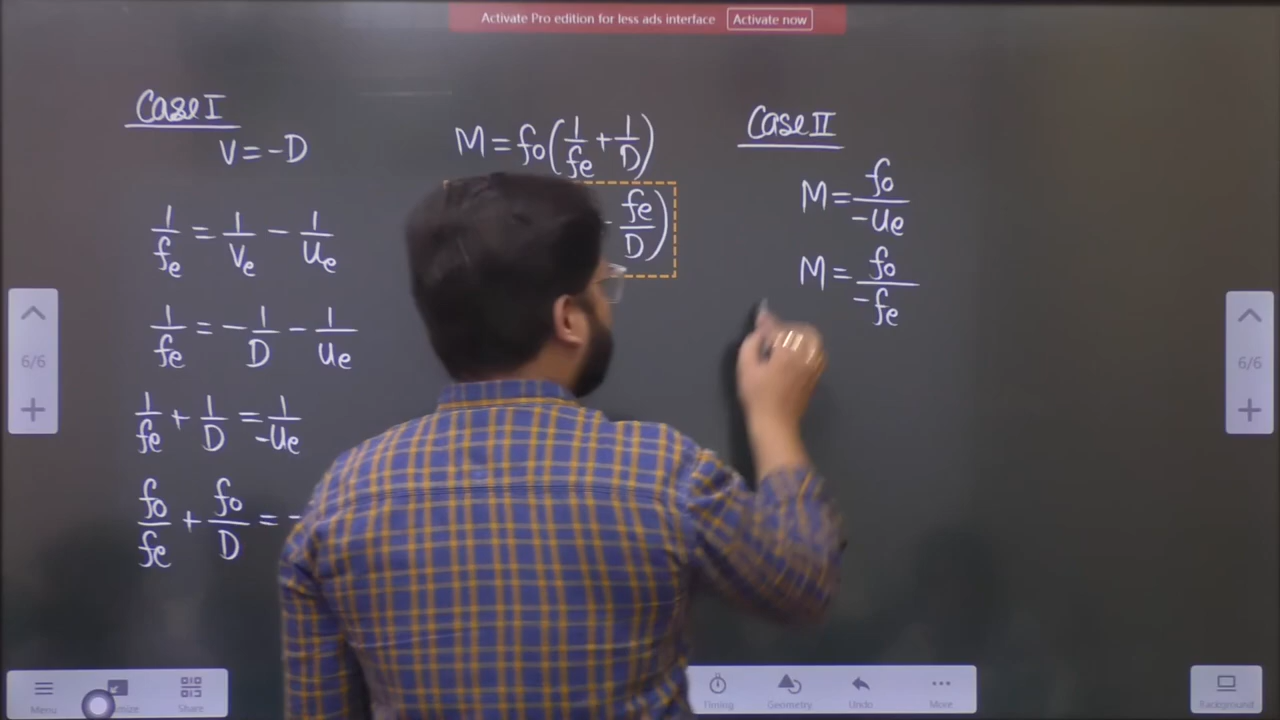 Activate Pro edition for less ads interface Activate now
Case I
V = -D
1/fe = 1/Ve - 1/Ue
1/fe = -1/D - 1/Ue
1/fe + 1/D = 1/-Ue
fo/fe + fo/D = -
M = fo(1/fe + 1/D)
fe/D)
Case II
M = fo/-Ue
M = fo/-fe
6/6
6/6
Menu
Share
Timing
Geometry
Undo
More
Background